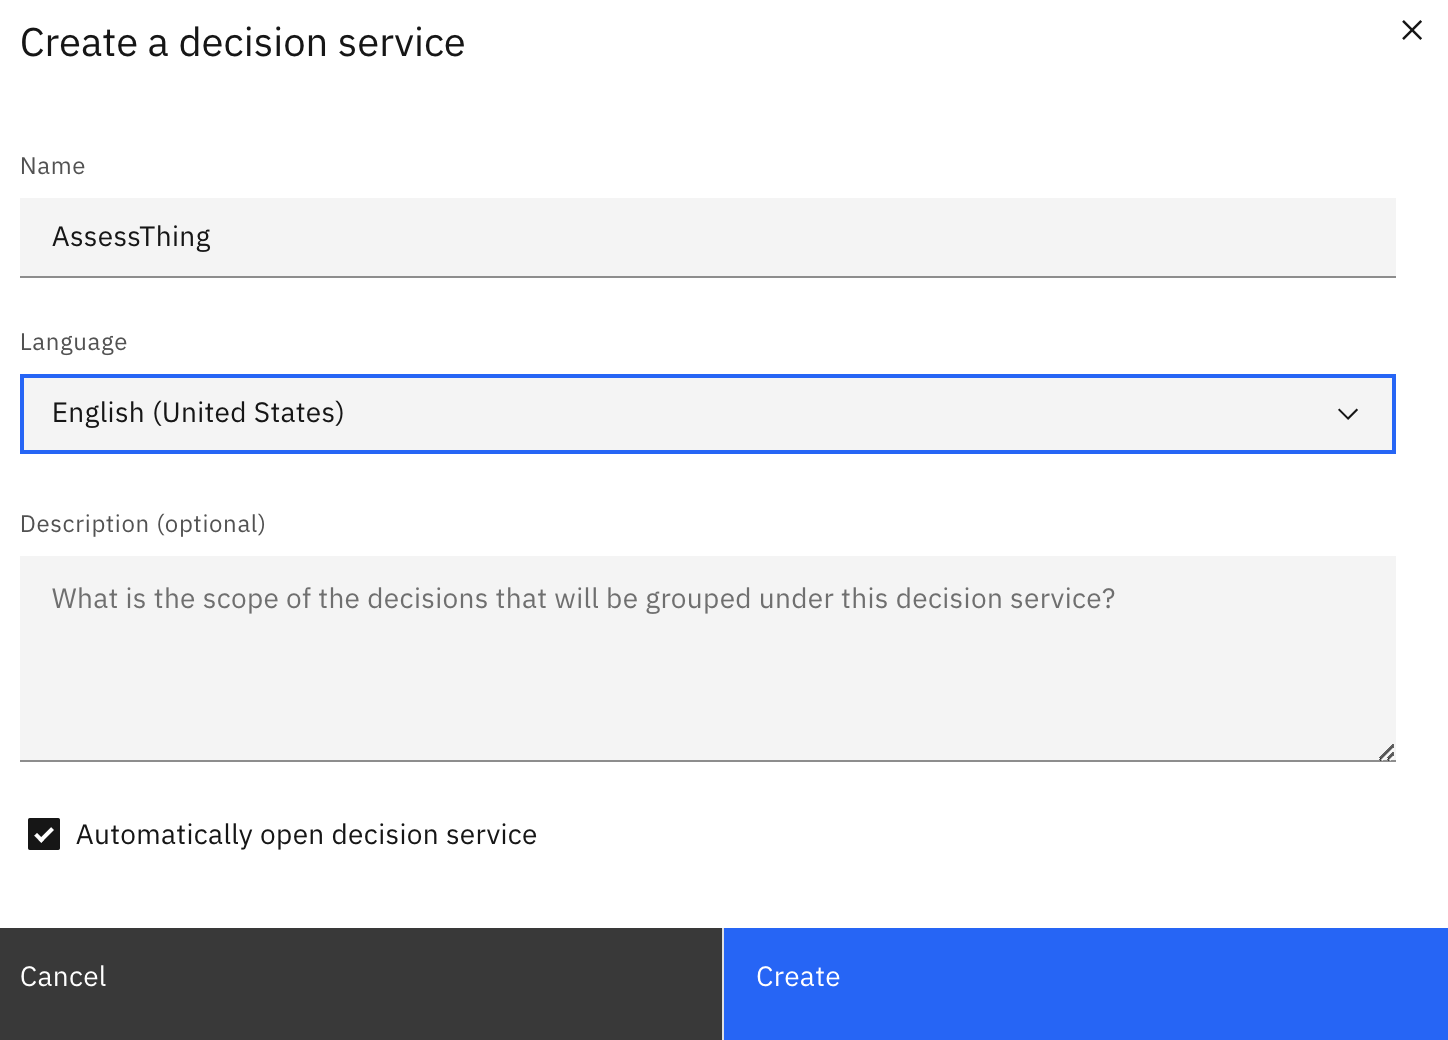 Create a decision service
Name
AssessThing
Language
English (United States)
Description (optional)
What is the scope of the decisions that will be grouped under this decision service?
Automatically open decision service
Cancel
Create